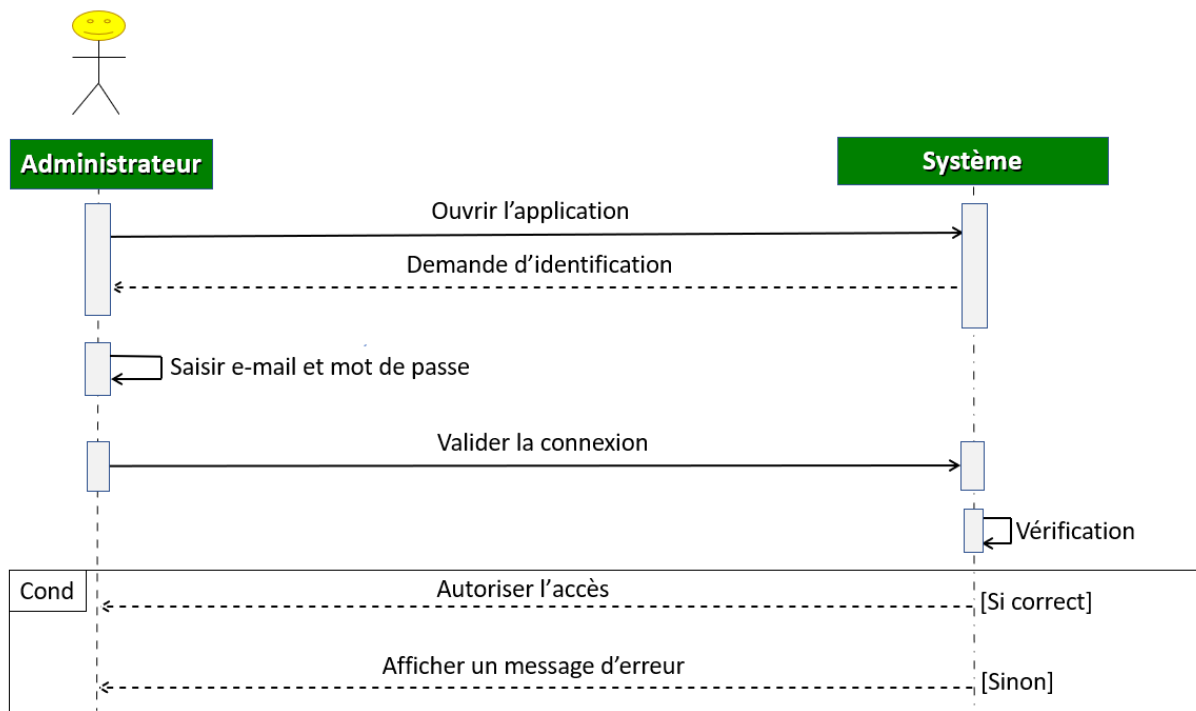 Administrateur
Système
Ouvrir l’application
Demande d’identification
Saisir e-mail et mot de passe
Valider la connexion
Vérification
Cond
Autoriser l’accès
[Si correct]
Afficher un message d’erreur
[Sinon]